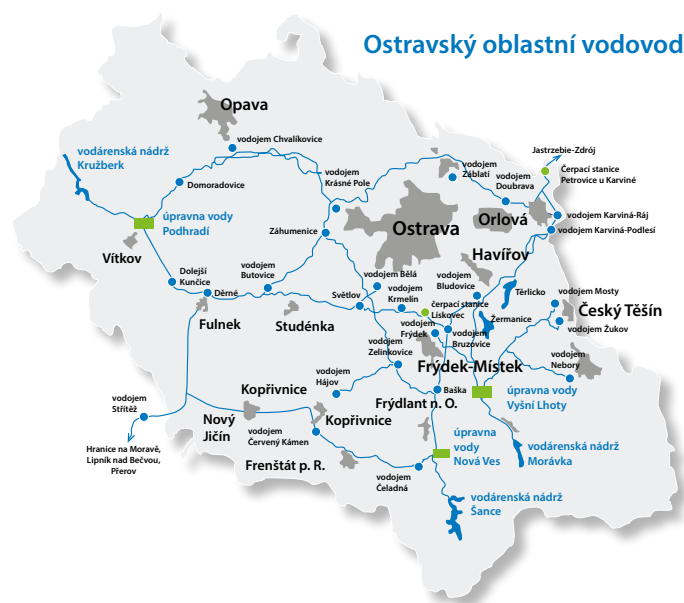 Ostravský oblastní vodovod
Opava
vodojem Chvalíkovice
vodárenská nádrž
Kružberk
Domoradovice
vodojem
Krásné Pole
vodojem
Záblatí
Jastrzebie-Zdrój
Čerpací stanice
Petrovice u Karviné
vodojem
Doubrava
úpravna vody
Podhradí
Záhumenice
Ostrava
Orlová
vodojem Karviná-Ráj
vodojem Karviná-Podlesí
Vítkov
Havířov
Dolejší
Kunčice
vodojem
Butovice
Děrné
vodojem Bělá
Světlov
vodojem
Krmelín
vodojem
Bludovice
Těrlicko
vodojem Mosty
Český Těšín
čerpací stanice
Lískovec
Žermanice
vodojem Žukov
Fulnek
Studénka
vodojem
Frýdek
vodojem
Bruzovice
vodojem
Zelinkovice
vodojem
Nebory
Frýdek-Místek
vodojem
Hájov
Baška
úpravna vody
Vyšní Lhoty
vodojem
Střítěž
Kopřivnice
Nový
Jičín
Kopřivnice
Frýdlant n. O.
vodojem
Červený Kámen
Hranice na Moravě,
Lipník nad Bečvou,
Přerov
Frenštát p. R.
úpravna
vody
Nová Ves
vodárenská nádrž
Morávka
vodojem
Čeladná
vodárenská nádrž
Šance